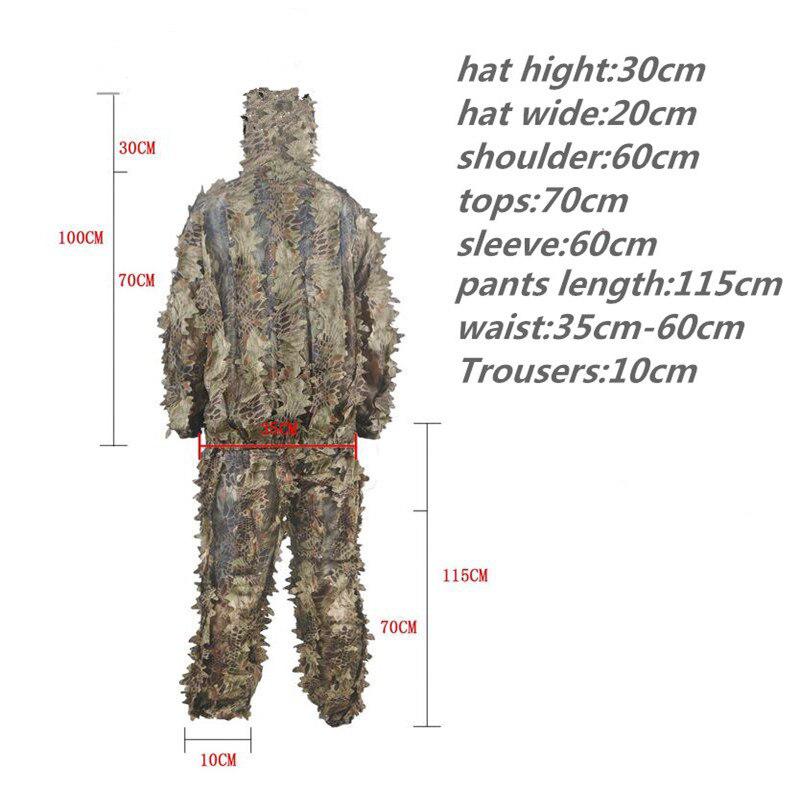 hat hight:30cm
hat wide:20cm
shoulder:60cm
tops:70cm
sleeve:60cm
pants length:115cm
waist:35cm-60cm
Trousers:10cm
30CM
100CM
70CM
35CM
115CM
70CM
10CM